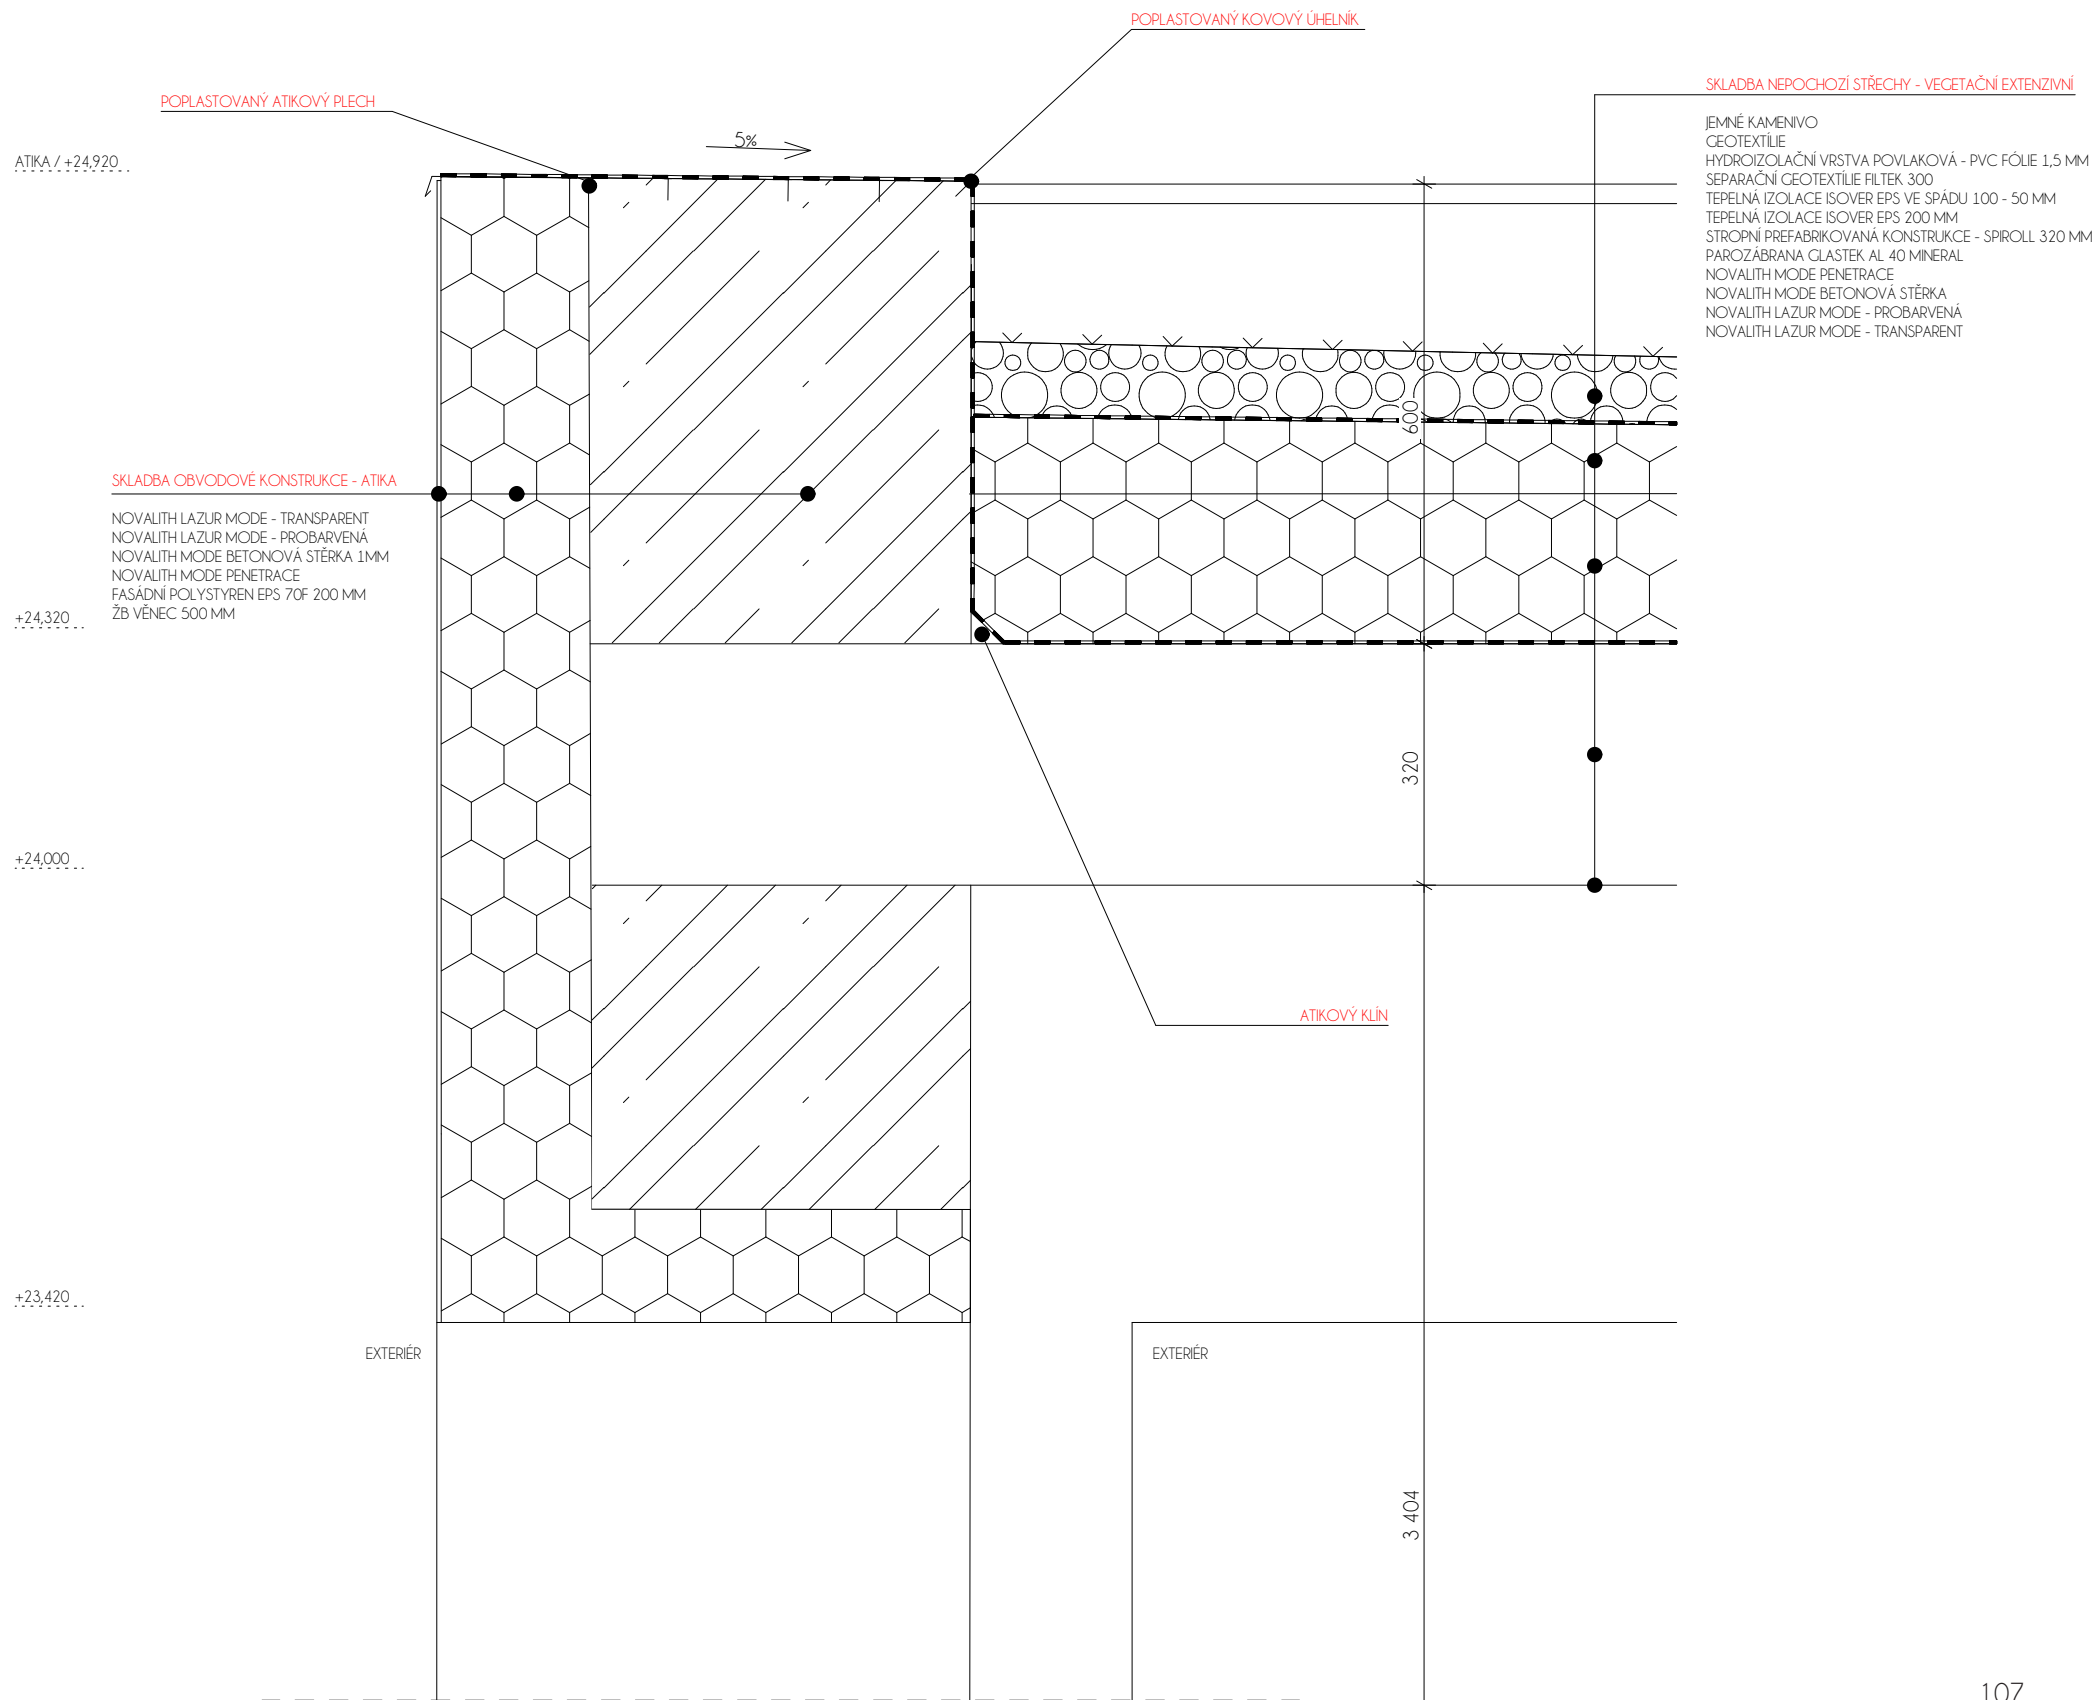 POPLASTOVANÝ KOVOVÝ ÚHELNÍK
SKLADBA NEPOCHOZÍ STŘECHY - VEGETAČNÍ EXTENZIVNÍ
POPLASTOVANÝ ATIKOVÝ PLECH
JEMNÉ KAMENIVO
GEOTEXTÍLIE
HYDROIZOLAČNÍ VRSTVA POVLAKOVÁ - PVC FÓLIE 1,5 MM
SEPARAČNÍ GEOTEXTÍLIE FILTEK 300
TEPELNÁ IZOLACE ISOVER EPS VE SPÁDU 100 - 50 MM
TEPELNÁ IZOLACE ISOVER EPS 200 MM
STROPNÍ PREFABRIKOVANÁ KONSTRUKCE - SPIROLL 320 MM
PAROZÁBRANA GLASTEK AL 40 MINERAL
NOVALITH MODE PENETRACE
NOVALITH MODE BETONOVÁ STĚRKA
NOVALITH LAZUR MODE - PROBARVENÁ
NOVALITH LAZUR MODE - TRANSPARENT
5%
ATIKA / +24,920
600
SKLADBA OBVODOVÉ KONSTRUKCE - ATIKA
NOVALITH LAZUR MODE - TRANSPARENT
NOVALITH LAZUR MODE - PROBARVENÁ
NOVALITH MODE BETONOVÁ STĚRKA 1MM
NOVALITH MODE PENETRACE
FASÁDNÍ POLYSTYREN EPS 70F 200 MM
ŽB VĚNEC 500 MM
+24,320
320
+24,000
ATIKOVÝ KLÍN
+23,420
EXTERIÉR
EXTERIÉR
3 404
107